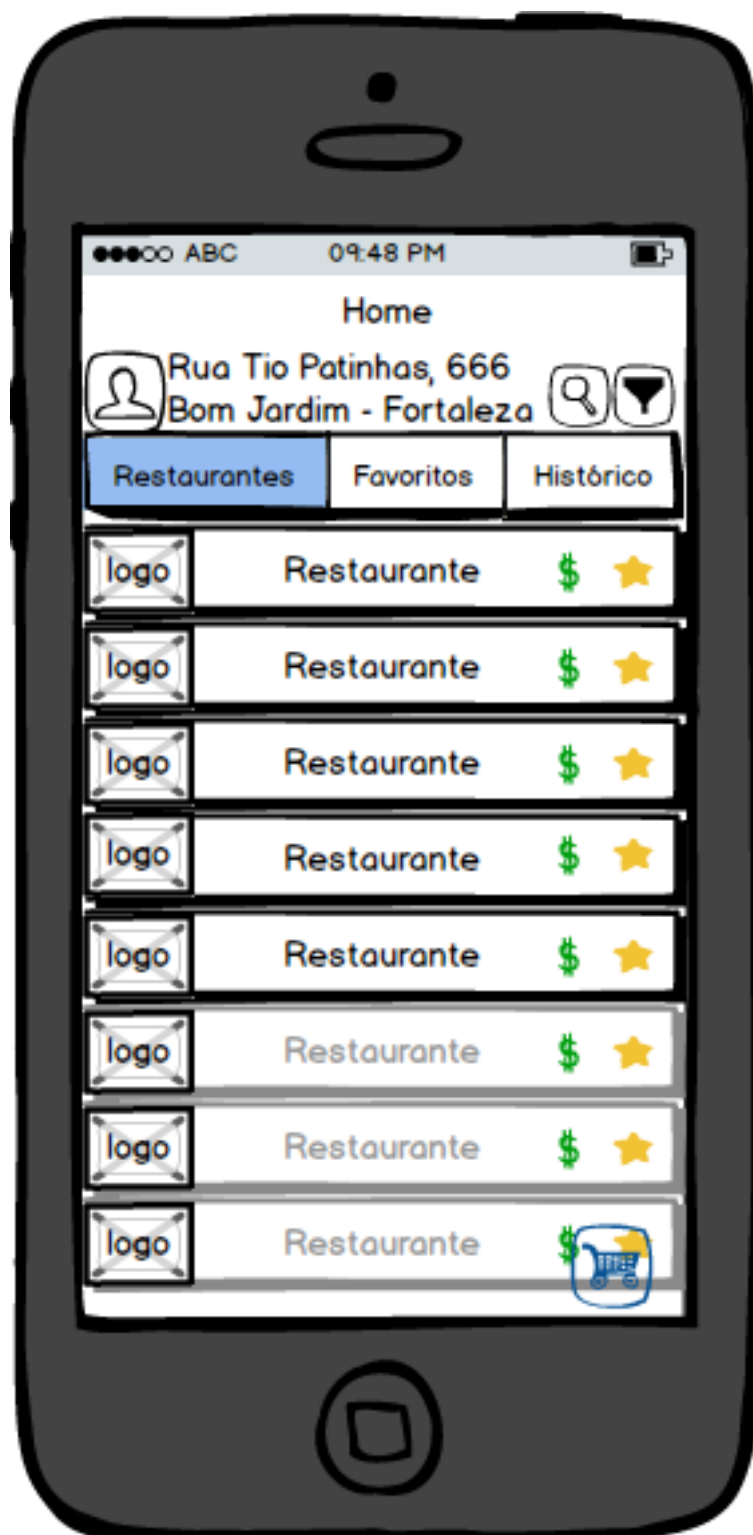 ABC 09:48 PM
Home
Rua Tio Patinhas, 666
Bom Jardim - Fortaleza
Restaurantes Favoritos Histórico
logo Restaurante $
logo Restaurante $
logo Restaurante $
logo Restaurante $
logo Restaurante $
logo Restaurante $
logo Restaurante $
logo Restaurante $